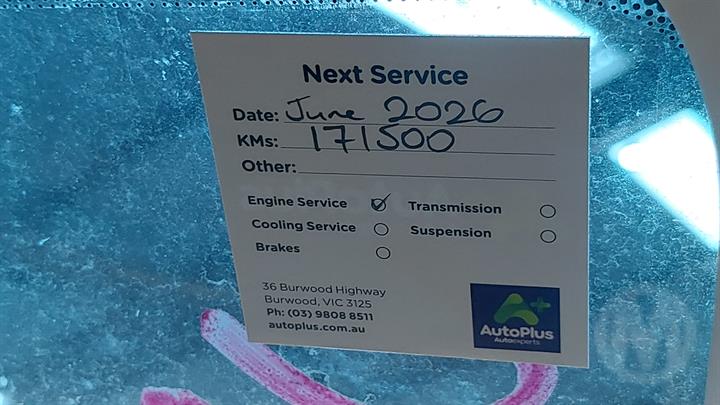 Next Service
Date: June 2026
KMs: 171500
Other:
Engine Service Transmission
Cooling Service Suspension
Brakes
36 Burwood Highway
Burwood, VIC 3125
Ph: (03) 9808 8511
autoplus.com.au
A+
AutoPlus
Autoexperts